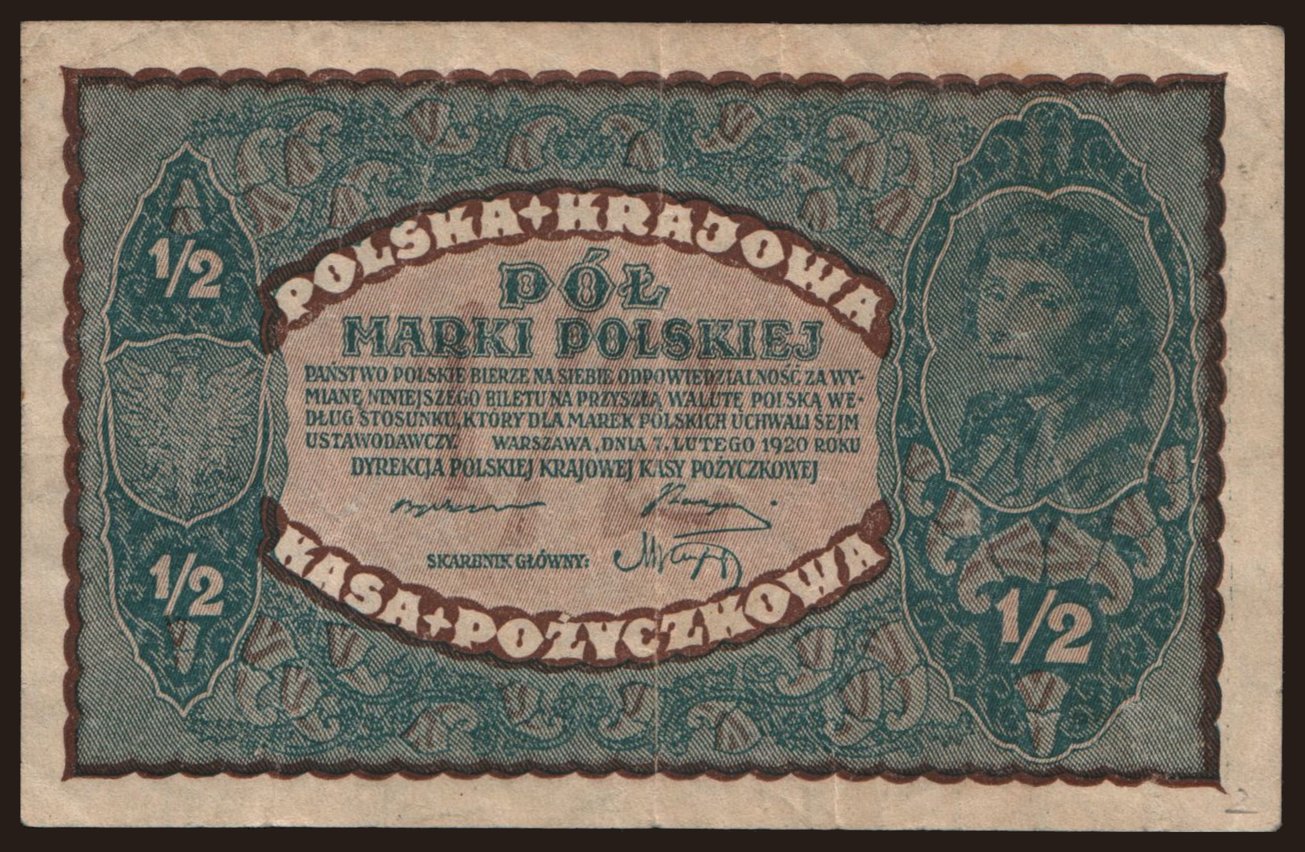 POLSKA + KRAJOWA
PÓŁ
MARKI POLSKIEJ
PAŃSTWO POLSKIE BIERZE NA SIEBIE ODPOWIEDZIALNOŚĆ ZA WY-
MIANĘ NINIEJSZEGO BILETU NA PRZYSZŁĄ WALUTĘ POLSKĄ WE-
DŁUG STOSUNKU, KTÓRY DLA MAREK POLSKICH UCHWALI SEJM
USTAWODAWCZY. WARSZAWA, DNIA 7. LUTEGO 1920 ROKU
DYREKCJA POLSKIEJ KRAJOWEJ KASY POŻYCZKOWEJ
SKARBNIK GŁÓWNY:
KASA + POŻYCZKOWA
1/2
1/2
1/2
2